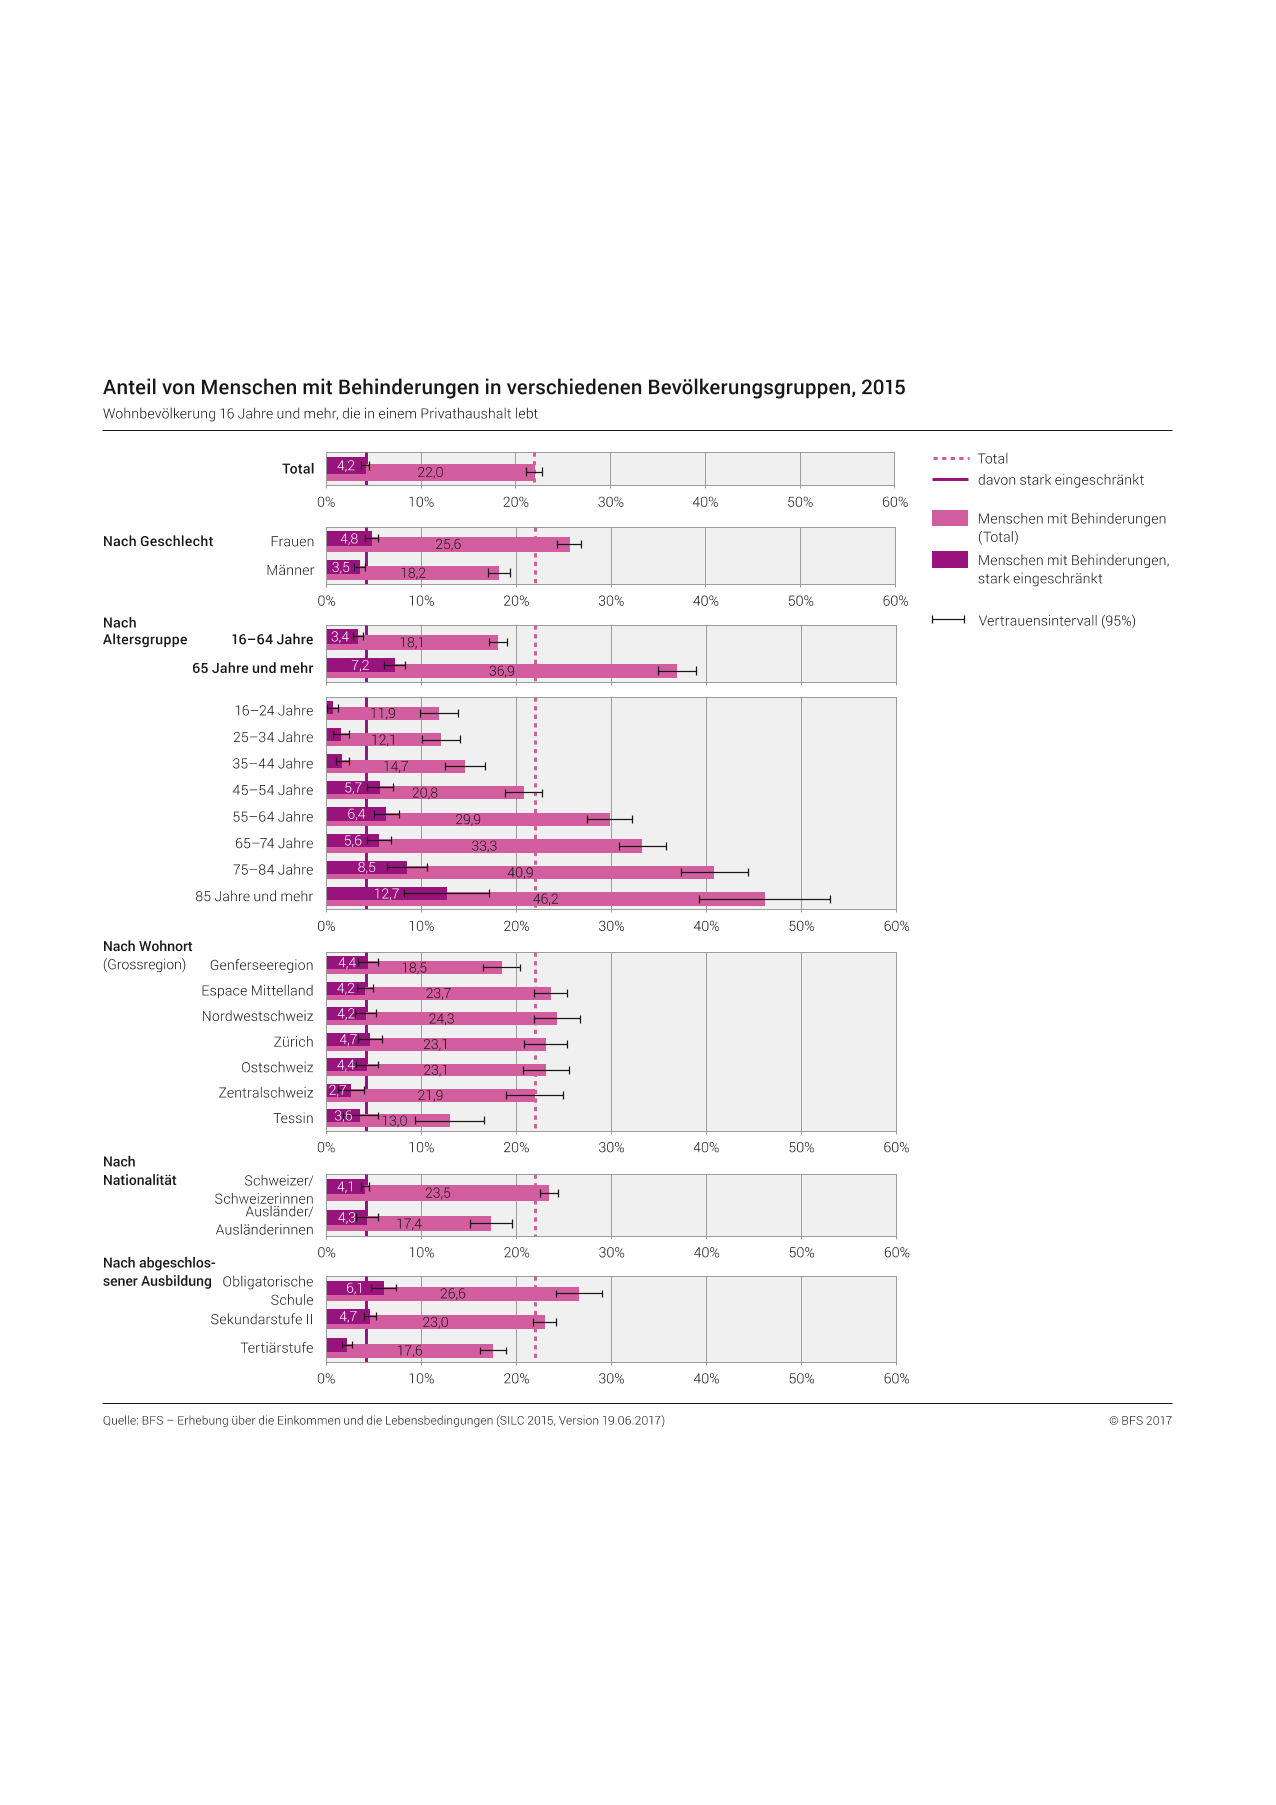 Anteil von Menschen mit Behinderungen in verschiedenen Bevölkerungsgruppen, 2015
Wohnbevölkerung 16 Jahre und mehr, die in einem Privathaushalt lebt
Total 4,2 22,0
0% 10% 20% 30% 40% 50% 60%
Total
davon stark eingeschränkt
Menschen mit Behinderungen
(Total)
Menschen mit Behinderungen,
stark eingeschränkt
Vertrauensintervall (95%)
Nach Geschlecht Frauen 4,8 25,6
Männer 3,5 18,2
0% 10% 20% 30% 40% 50% 60%
Nach
Altersgruppe 16–64 Jahre 3,4 18,1
65 Jahre und mehr 7,2 36,9
16–24 Jahre 11,9
25–34 Jahre 12,1
35–44 Jahre 14,7
45–54 Jahre 5,7 20,8
55–64 Jahre 6,4 29,9
65–74 Jahre 5,6 33,3
75–84 Jahre 8,5 40,9
85 Jahre und mehr 12,7 46,2
0% 10% 20% 30% 40% 50% 60%
Nach Wohnort
(Grossregion) Genferseeregion 4,4 18,5
Espace Mittelland 4,2 23,7
Nordwestschweiz 4,2 24,3
Zürich 4,7 23,1
Ostschweiz 4,4 23,1
Zentralschweiz 2,7 21,9
Tessin 3,6 13,0
0% 10% 20% 30% 40% 50% 60%
Nach
Nationalität Schweizer/
Schweizerinnen 4,1 23,5
Ausländer/
Ausländerinnen 4,3 17,4
0% 10% 20% 30% 40% 50% 60%
Nach abgeschlos-
sener Ausbildung Obligatorische
Schule 6,1 26,6
Sekundarstufe II 4,7 23,0
Tertiärstufe 17,6
0% 10% 20% 30% 40% 50% 60%
Quelle: BFS – Erhebung über die Einkommen und die Lebensbedingungen (SILC 2015, Version 19.06.2017)
© BFS 2017